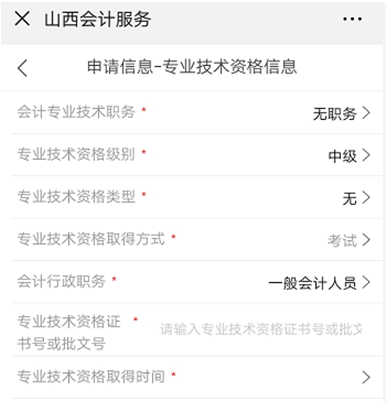 山西会计服务
申请信息-专业技术资格信息
会计专业技术职务 * 无职务
专业技术资格级别 * 中级
专业技术资格类型 * 无
专业技术资格取得方式 * 考试
会计行政职务 * 一般会计人员
专业技术资格证 *
书号或批文号
请输入专业技术资格证书号或批文
专业技术资格取得时间 *